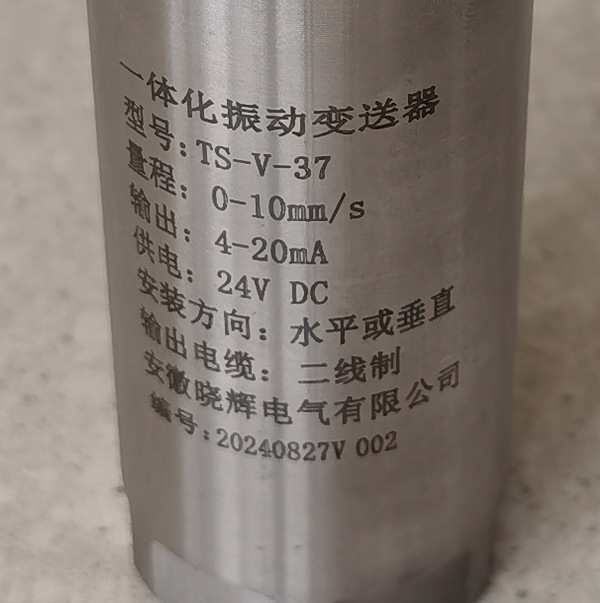 一体化振动变送器
型号:TS-V-37
量程: 0-10mm/s
输出: 4-20mA
供电: 24V DC
安装方向: 水平或垂直
输出电缆: 二线制
安徽晓辉电气有限公司
编号:20240827V 002